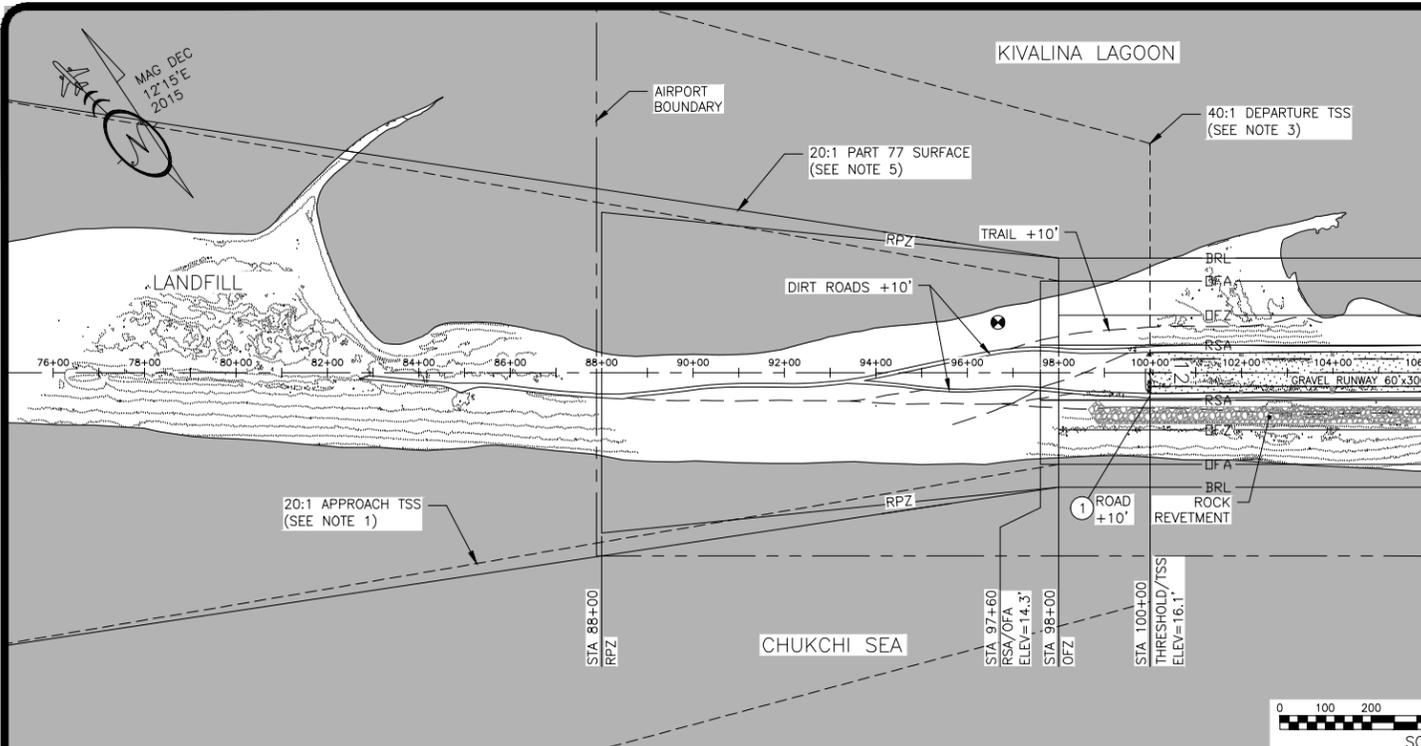 KIVALINA LAGOON
MAG DEC
12°15'E
2015
N
AIRPORT
BOUNDARY
40:1 DEPARTURE TSS
(SEE NOTE 3)
20:1 PART 77 SURFACE
(SEE NOTE 5)
TRAIL +10'
RPZ
BRL
OFA
DIRT ROADS +10'
LANDFILL
OFZ
RSA
76+00
78+00
80+00
82+00
84+00
86+00
88+00
90+00
92+00
94+00
96+00
98+00
100+00
102+00
104+00
12
GRAVEL RUNWAY 60'x30
RSA
OFZ
OFA
BRL
20:1 APPROACH TSS
(SEE NOTE 1)
RPZ
1
ROAD
+10'
ROCK
REVETMENT
STA 88+00
RPZ
STA 97+60
RSA/OFA
ELEV=14.3'
STA 98+00
OFZ
STA 100+00
THRESHOLD/TSS
ELEV=16.1'
CHUKCHI SEA
0 100 200